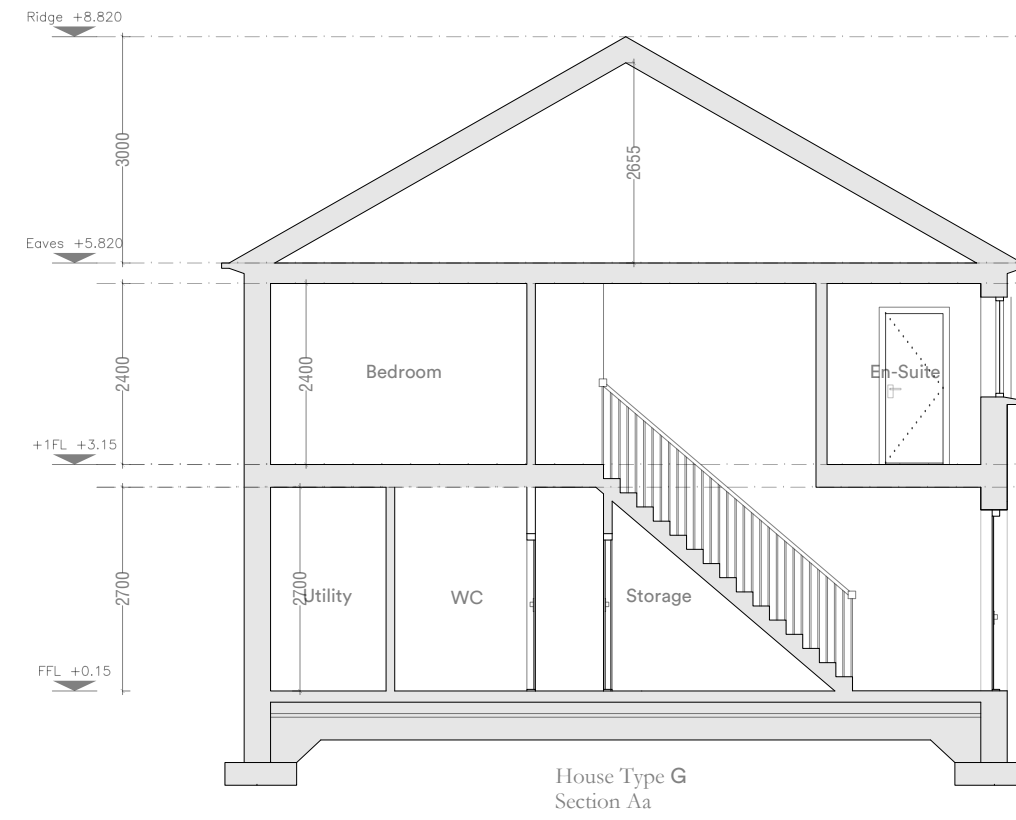 Ridge +8.820
3000
2655
Eaves +5.820
2400
2400
Bedroom
En-Suite
+1FL +3.15
2700
2700
Utility
WC
Storage
FFL +0.15
House Type G
Section Aa